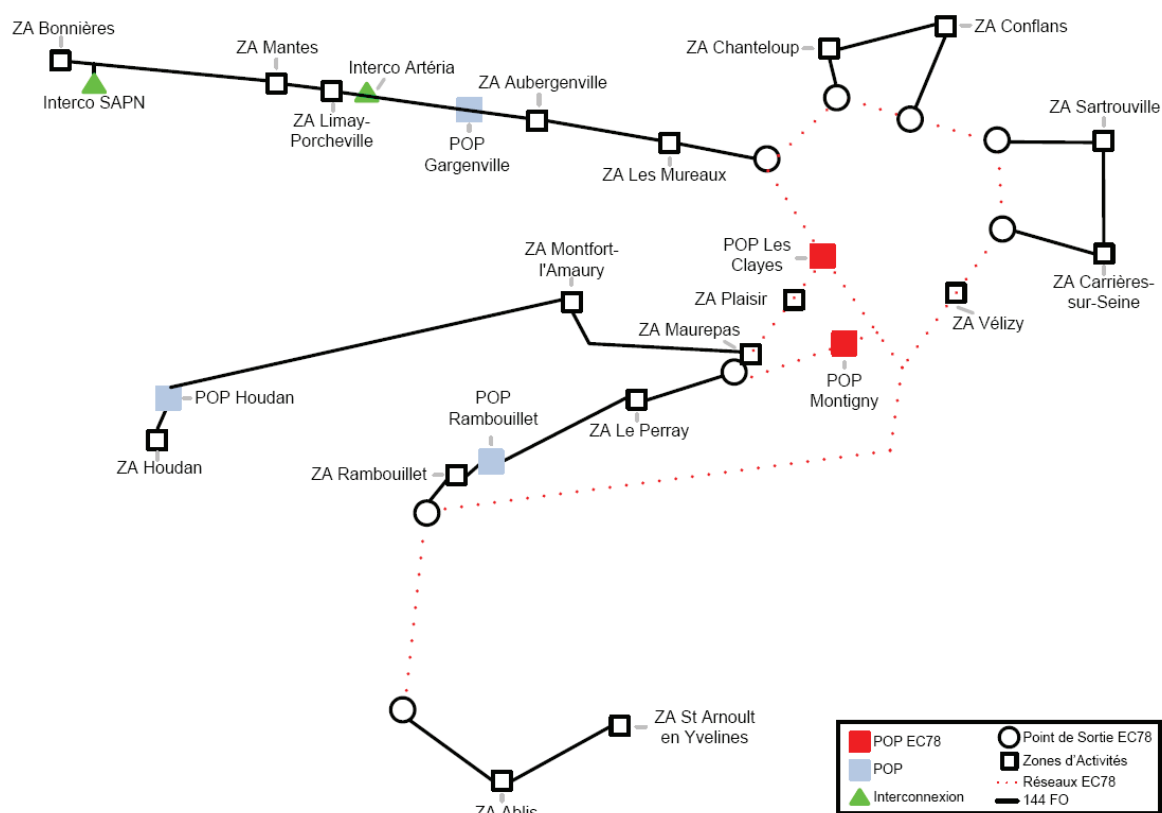 ZA Bonnières
Interco SAPN
ZA Mantes
ZA Limay-
Porcheville
Interco Artéria
POP
Gargenville
ZA Aubergenville
ZA Les Mureaux
ZA Chanteloup
ZA Conflans
ZA Sartrouville
ZA Carrières-
sur-Seine
ZA Vélizy
POP Les
Clayes
ZA Plaisir
ZA Montfort-
l'Amaury
ZA Maurepas
POP
Montigny
POP Houdan
ZA Houdan
POP
Rambouillet
ZA Le Perray
ZA Rambouillet
ZA St Arnoult
en Yvelines
ZA Ablis
POP EC78
POP
Interconnexion
Point de Sortie EC78
Zones d'Activités
Réseaux EC78
144 FO